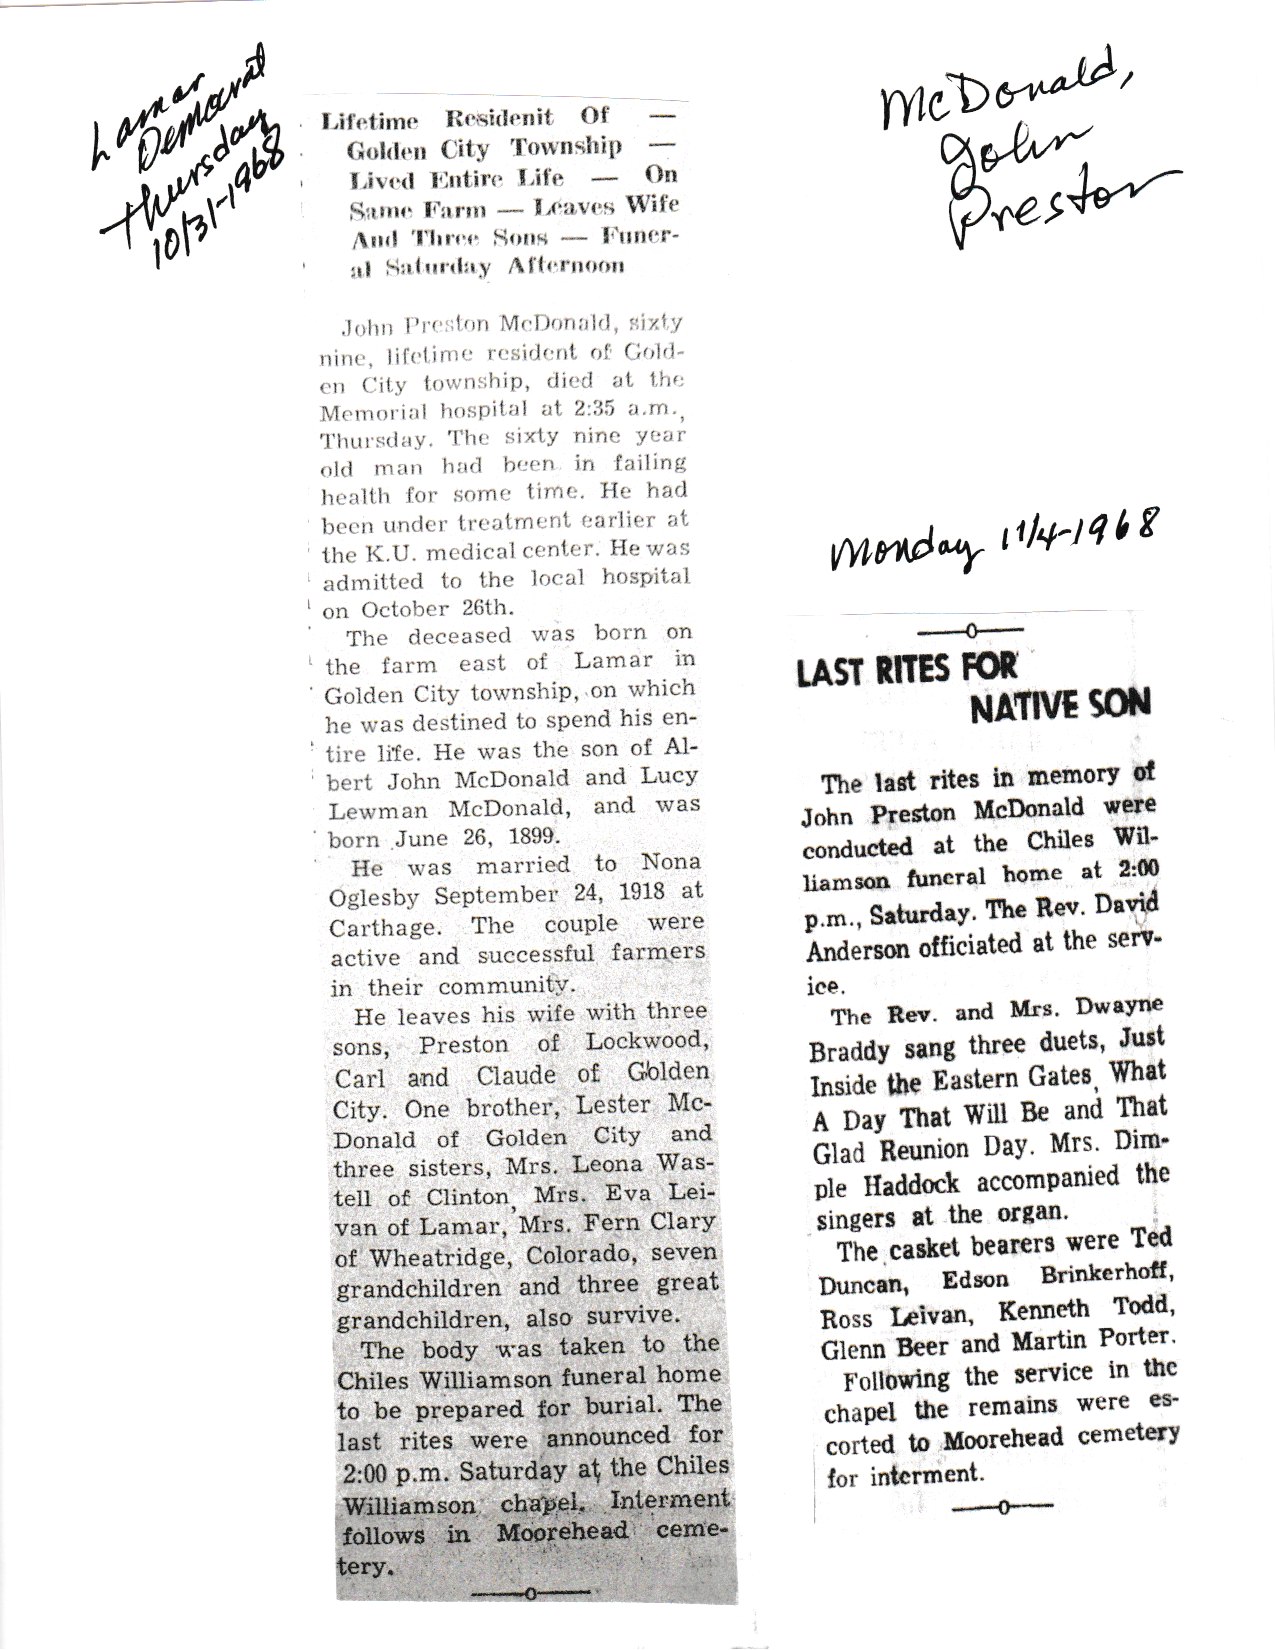 Lamar
Democrat
Thursday
10/31-1968
McDonald,
John
Preston
Lifetime Residenit Of —
Golden City Township —
Lived Entire Life — On
Same Farm — Leaves Wife
And Three Sons — Funer-
al Saturday Afternoon
John Preston McDonald, sixty
nine, lifetime resident of Gold-
en City township, died at the
Memorial hospital at 2:35 a.m.,
Thursday. The sixty nine year
old man had been in failing
health for some time. He had
been under treatment earlier at
the K.U. medical center. He was
admitted to the local hospital
on October 26th.
The deceased was born on
the farm east of Lamar in
Golden City township, on which
he was destined to spend his en-
tire life. He was the son of Al-
bert John McDonald and Lucy
Lewman McDonald, and was
born June 26, 1899.
He was married to Nona
Oglesby September 24, 1918 at
Carthage. The couple were
active and successful farmers
in their community.
He leaves his wife with three
sons, Preston of Lockwood,
Carl and Claude of Golden
City. One brother, Lester Mc-
Donald of Golden City and
three sisters, Mrs. Leona Was-
tell of Clinton, Mrs. Eva Lei-
van of Lamar, Mrs. Fern Clary
of Wheatridge, Colorado, seven
grandchildren and three great
grandchildren, also survive.
The body was taken to the
Chiles Williamson funeral home
to be prepared for burial. The
last rites were announced for
2:00 p.m. Saturday at the Chiles
Williamson chapel. Interment
follows in Moorehead ceme-
tery.
Monday 11/4-1968
LAST RITES FOR
NATIVE SON
The last rites in memory of
John Preston McDonald were
conducted at the Chiles Wil-
liamson funeral home at 2:00
p.m., Saturday. The Rev. David
Anderson officiated at the serv-
ice.
The Rev. and Mrs. Dwayne
Braddy sang three duets, Just
Inside the Eastern Gates, What
A Day That Will Be and That
Glad Reunion Day. Mrs. Dim-
ple Haddock accompanied the
singers at the organ.
The casket bearers were Ted
Duncan, Edson Brinkerhoff,
Ross Leivan, Kenneth Todd,
Glenn Beer and Martin Porter.
Following the service in the
chapel the remains were es-
corted to Moorehead cemetery
for interment.